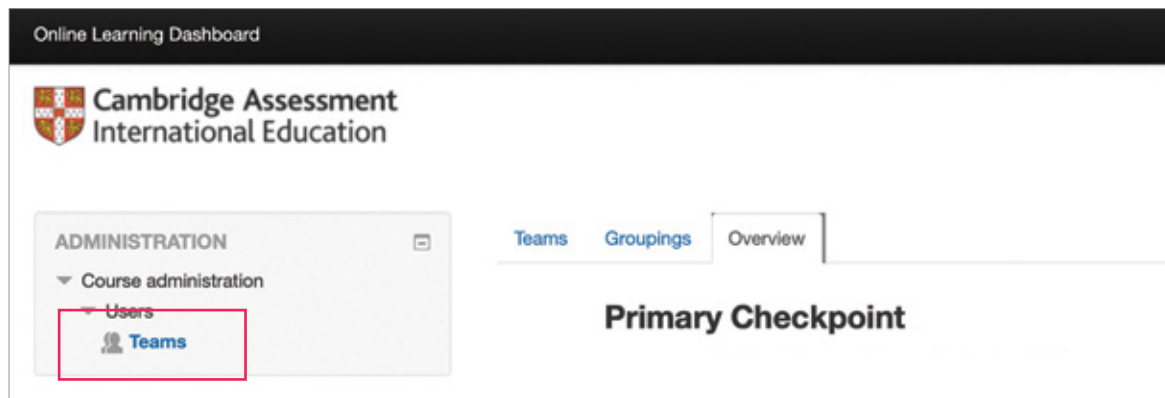 Online Learning Dashboard
Cambridge Assessment
International Education
ADMINISTRATION
Course administration
Users
Teams
Teams Groupings Overview
Primary Checkpoint